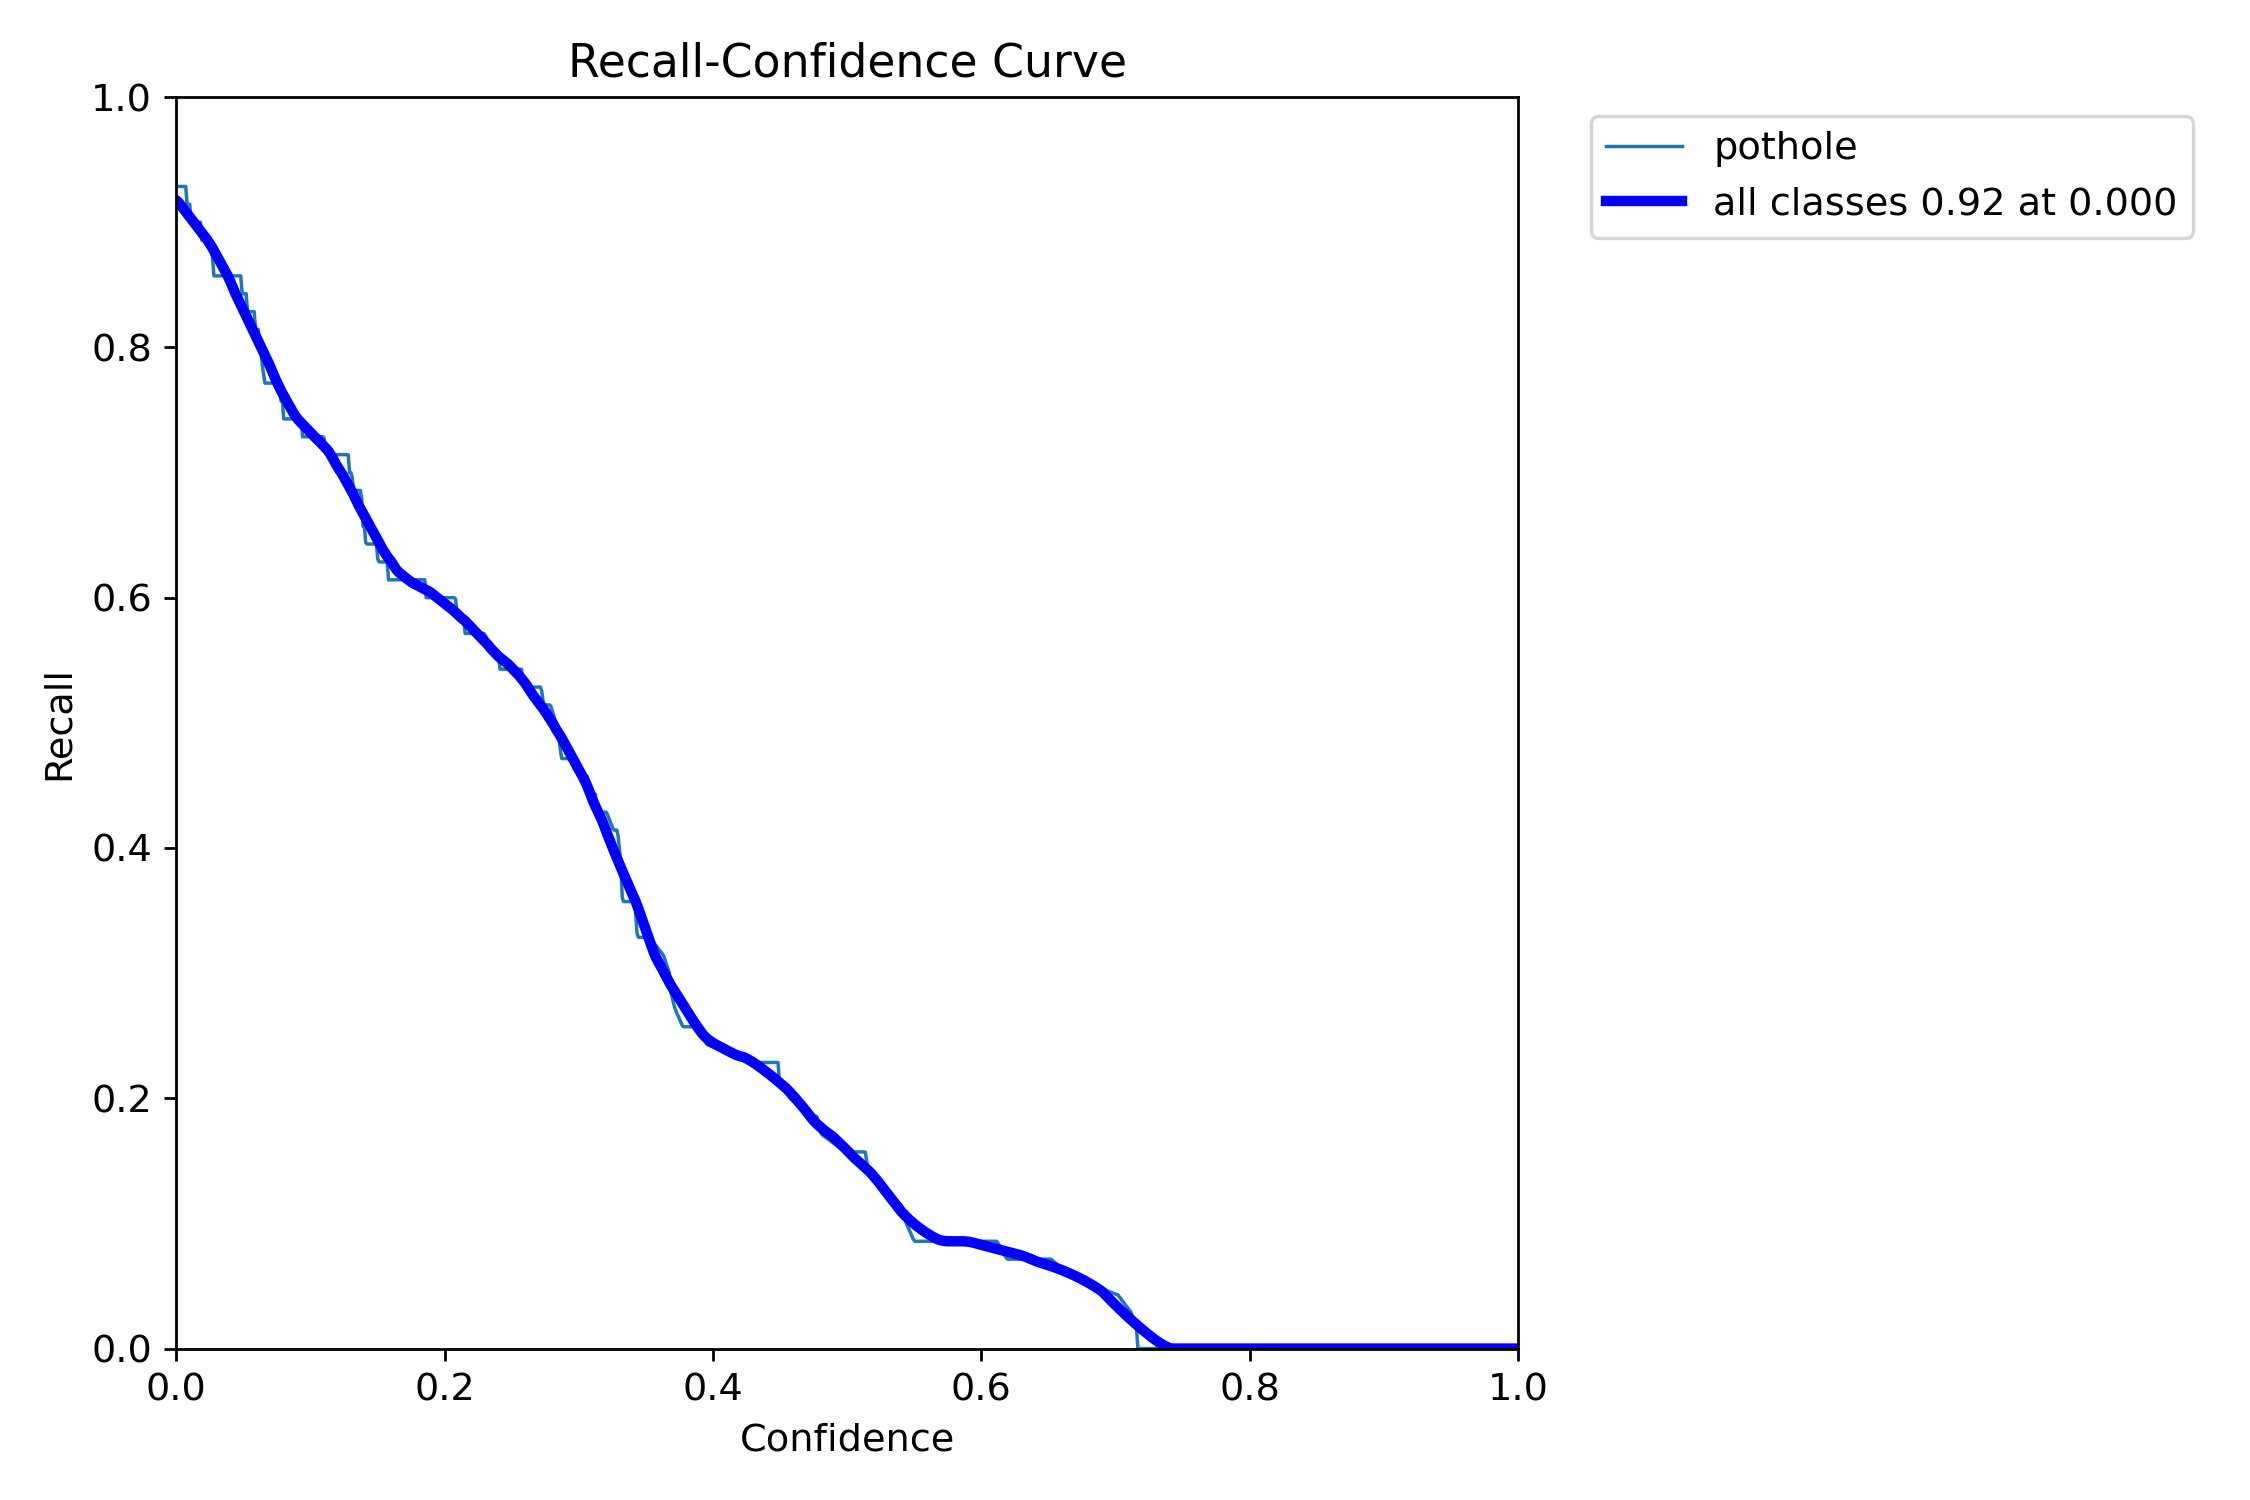 Recall-Confidence Curve
1.0
0.8
0.6
0.4
0.2
0.0
Recall
0.0 0.2 0.4 0.6 0.8 1.0
Confidence
pothole
all classes 0.92 at 0.000